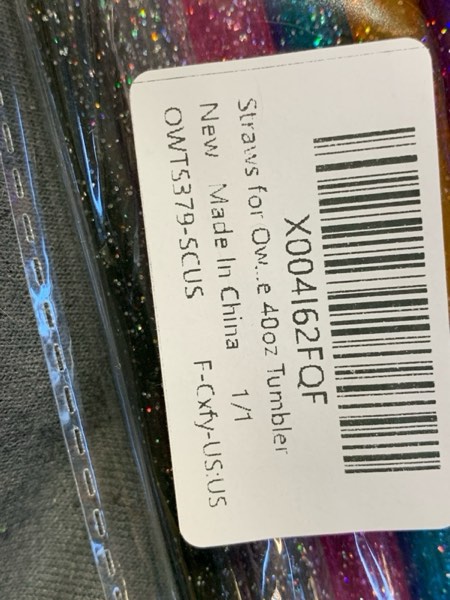 X004I62FQF
Straws for Ow...e 40oz Tumbler
New Made In China 1/1
OWT5379-5CUS F-Cxfy-US:US